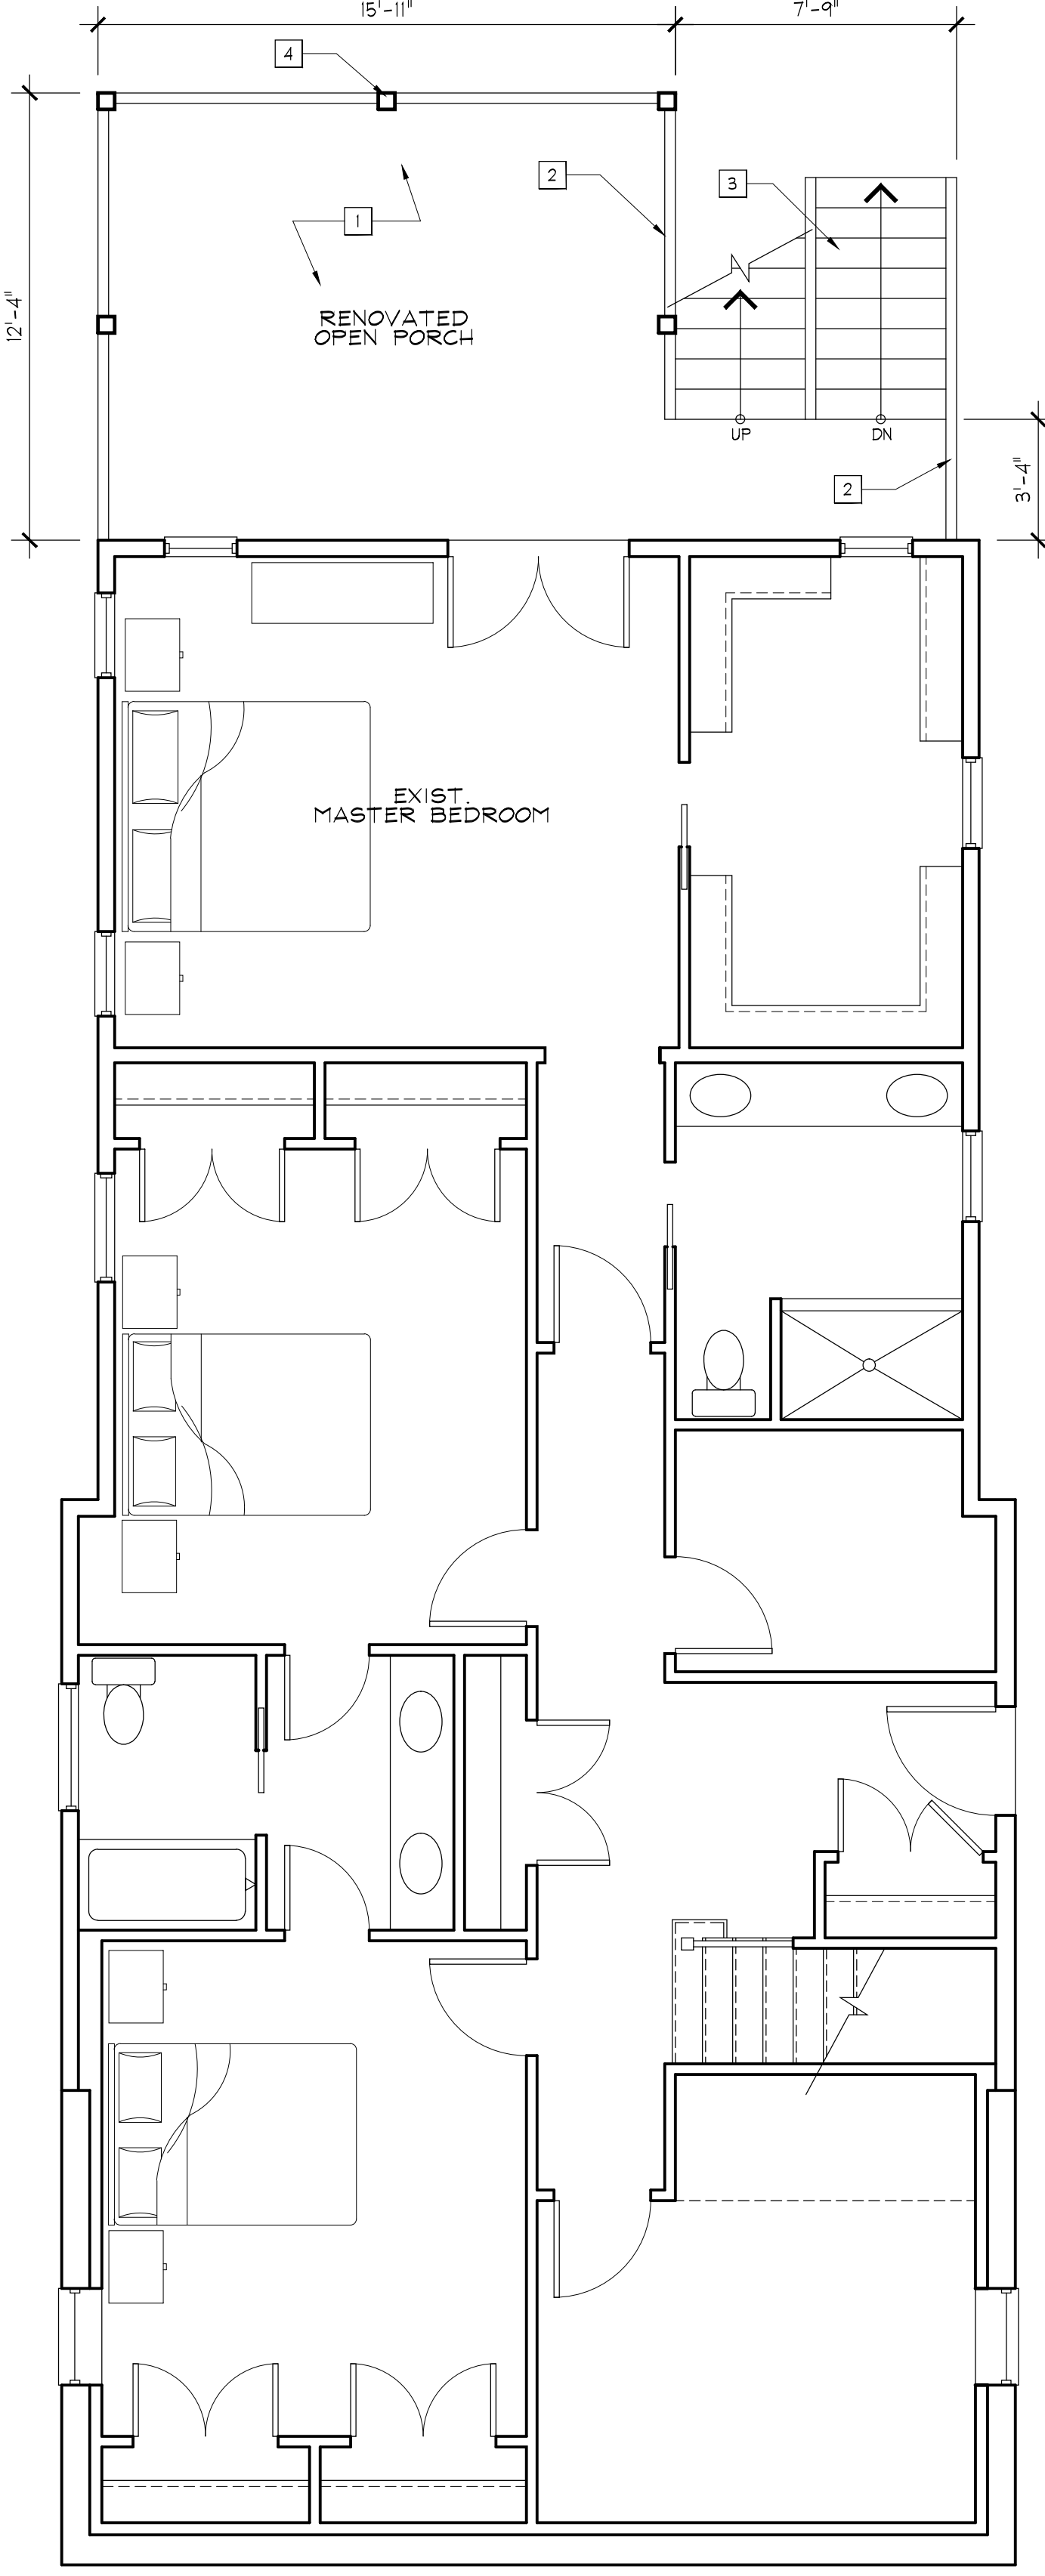 15'-11"
7'-9"
4
2
3
1
12'-4"
RENOVATED
OPEN PORCH
UP
DN
3'-4"
2
EXIST.
MASTER BEDROOM